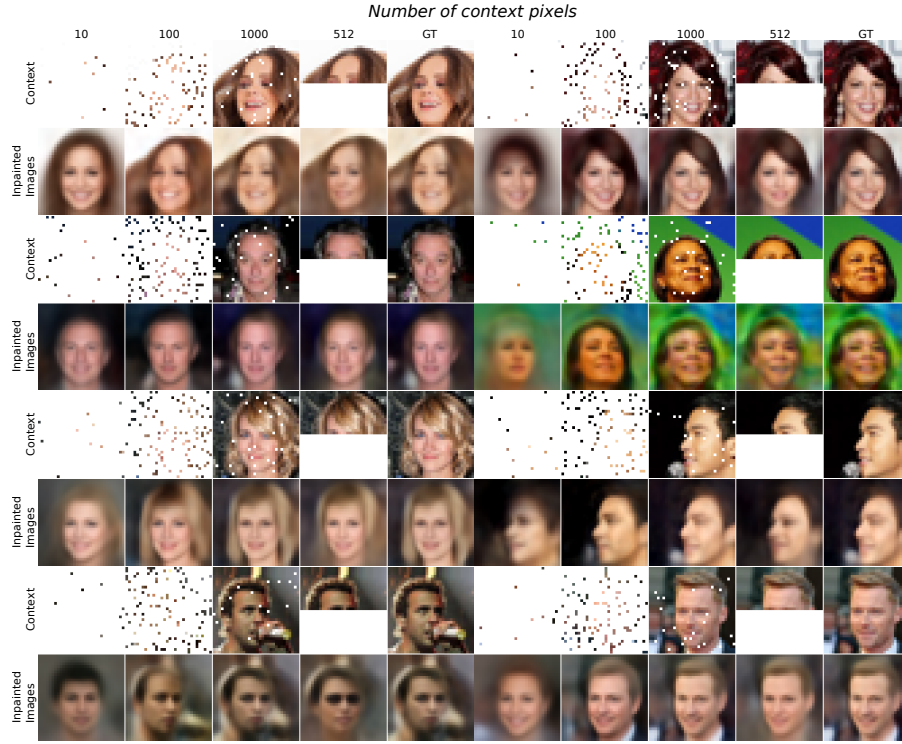 Number of context pixels
10 100 1000 512 GT 10 100 1000 512 GT
Context
Inpainted
Images
Context
Inpainted
Images
Context
Inpainted
Images
Context
Inpainted
Images